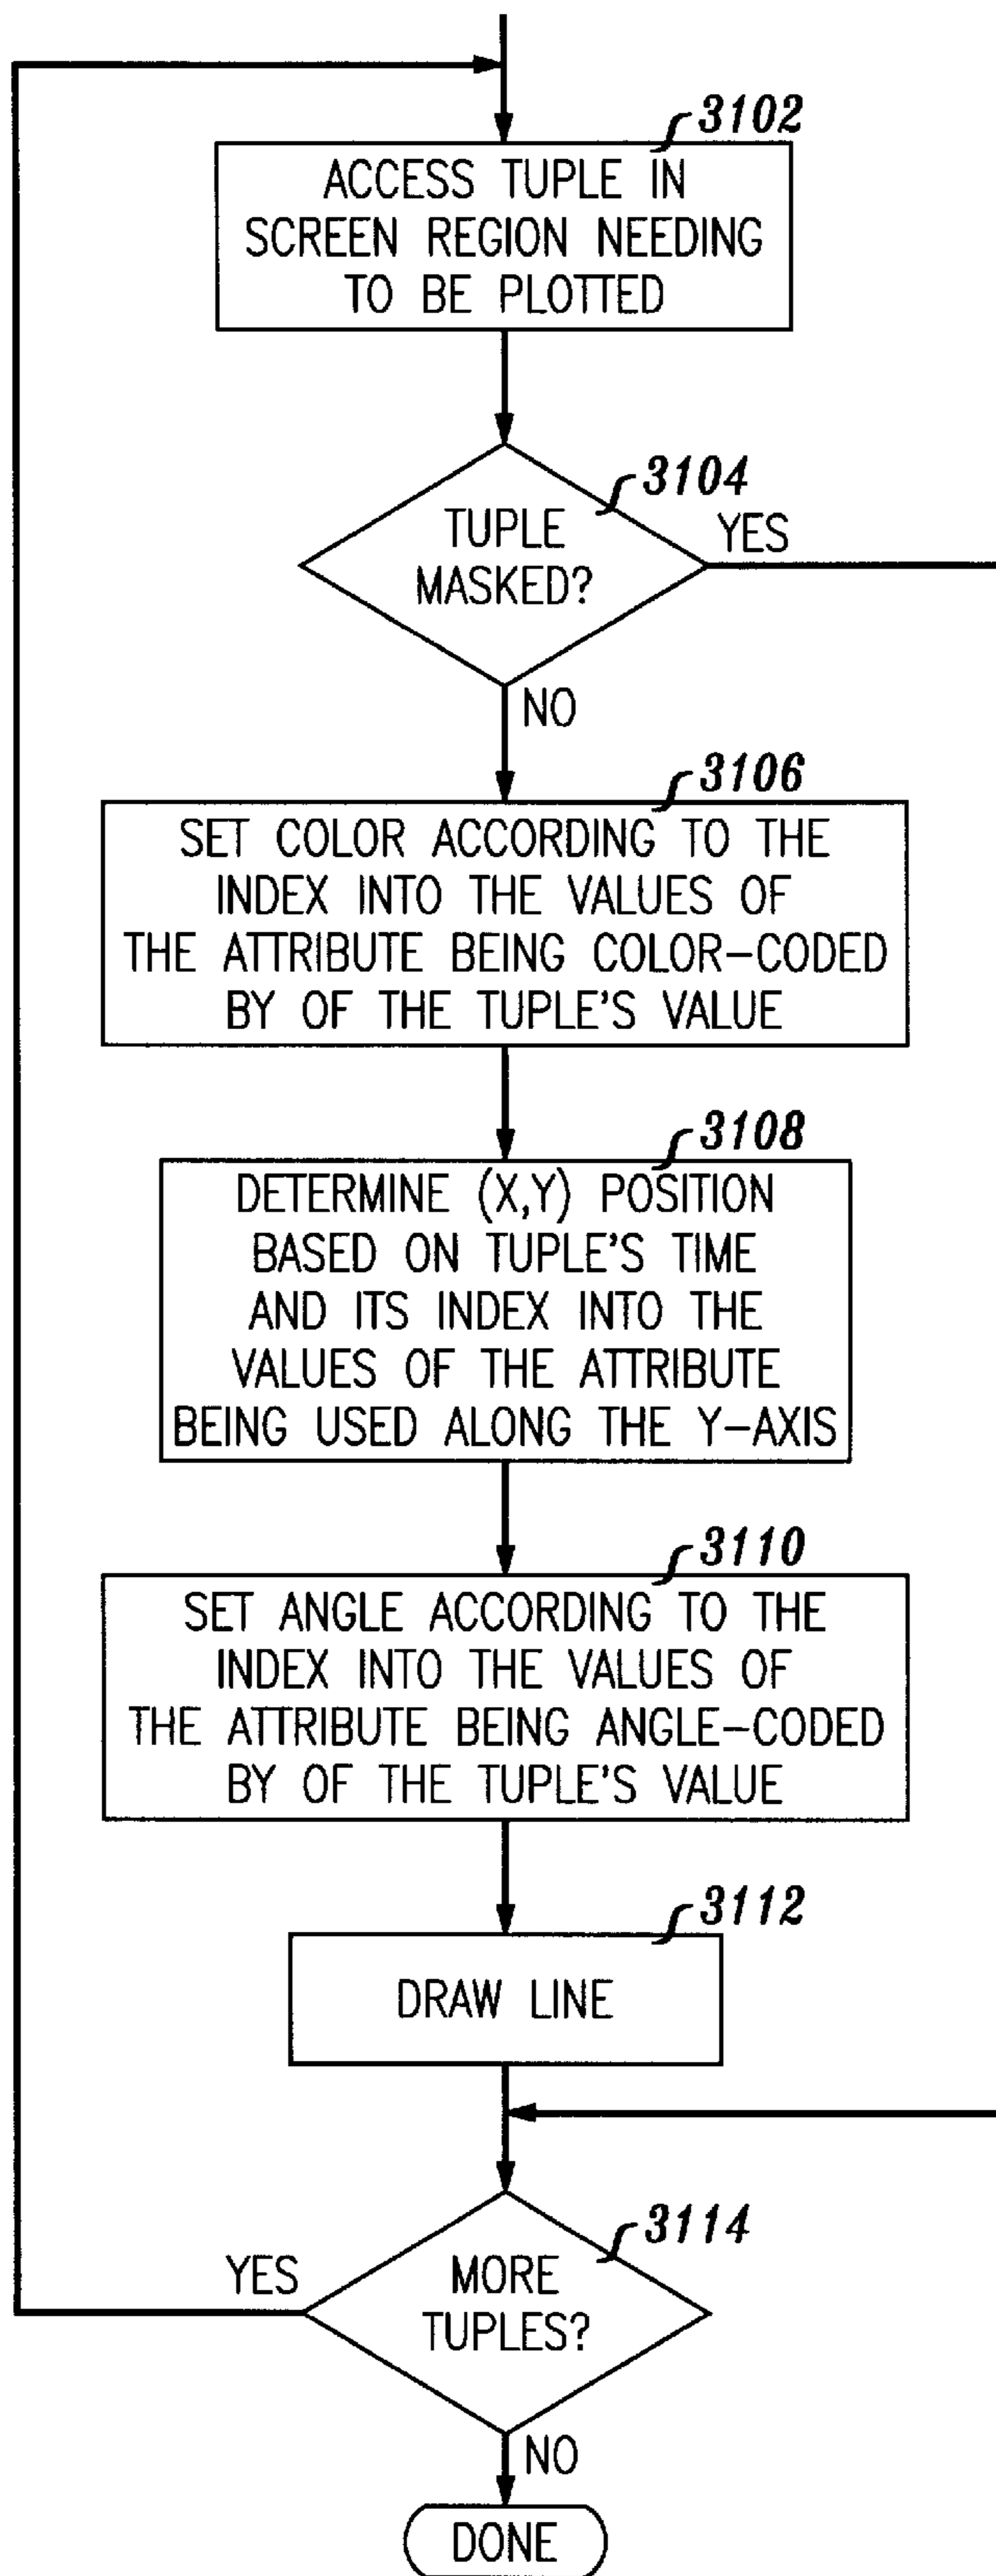 3102
ACCESS TUPLE IN
SCREEN REGION NEEDING
TO BE PLOTTED
3104
TUPLE
MASKED?
YES
NO
3106
SET COLOR ACCORDING TO THE
INDEX INTO THE VALUES OF
THE ATTRIBUTE BEING COLOR-CODED
BY OF THE TUPLE'S VALUE
3108
DETERMINE (X,Y) POSITION
BASED ON TUPLE'S TIME
AND ITS INDEX INTO THE
VALUES OF THE ATTRIBUTE
BEING USED ALONG THE Y-AXIS
3110
SET ANGLE ACCORDING TO THE
INDEX INTO THE VALUES OF
THE ATTRIBUTE BEING ANGLE-CODED
BY OF THE TUPLE'S VALUE
3112
DRAW LINE
3114
YES
MORE
TUPLES?
NO
DONE